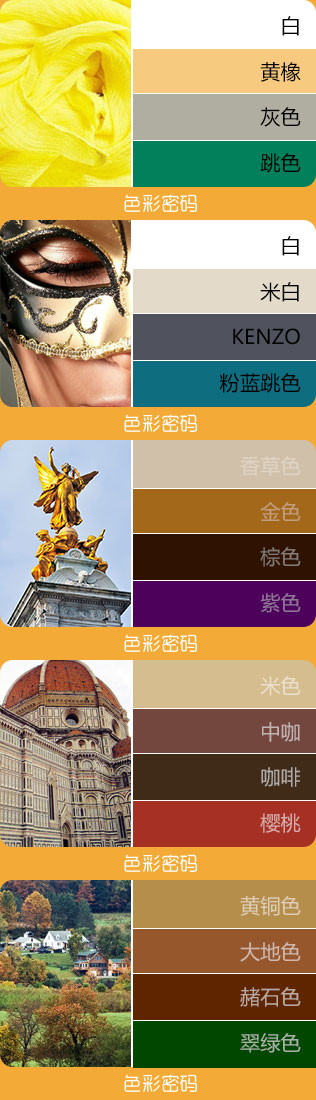 白
黄橡
灰色
跳色
色彩密码
白
米白
KENZO
粉蓝跳色
色彩密码
香草色
金色
棕色
紫色
色彩密码
米色
中咖
咖啡
樱桃
色彩密码
黄铜色
大地色
赭石色
翠绿色
色彩密码